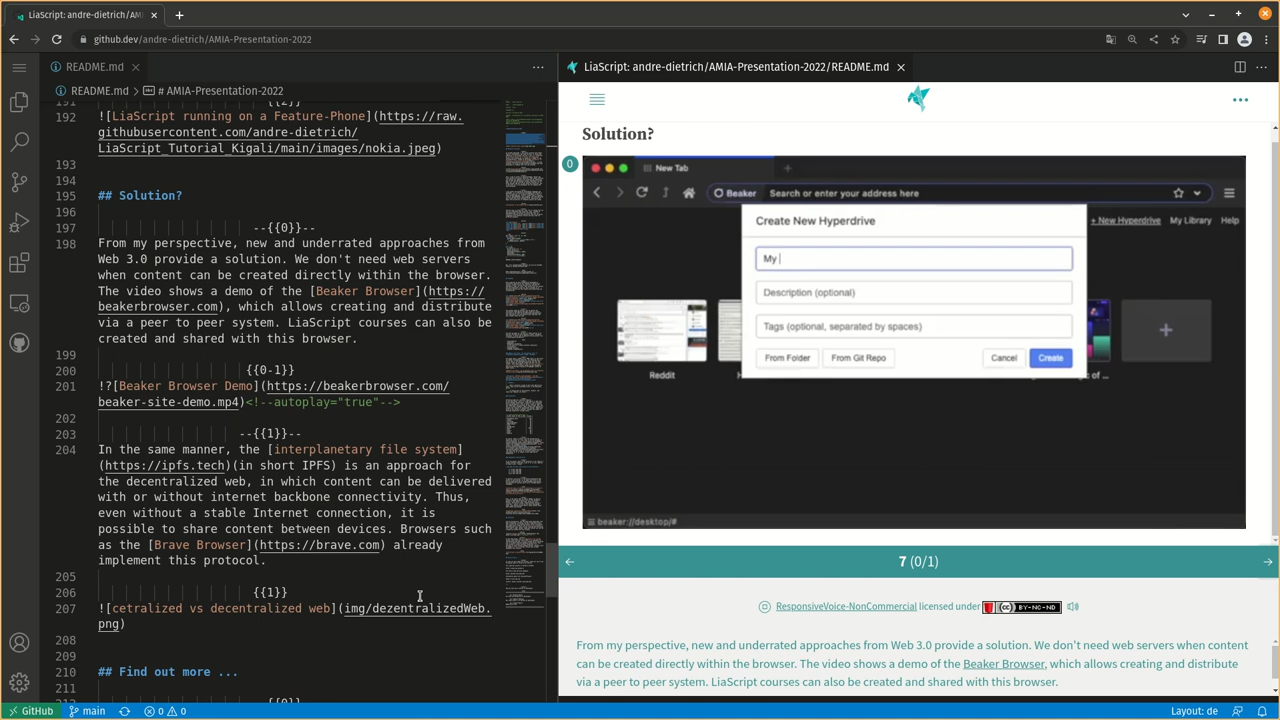 LiaScript: andre-dietrich/AMI
github.dev/andre-dietrich/AMIA-Presentation-2022
README.md
README.md > # AMIA-Presentation-2022
191 {{2}}
192 ![LiaScript running on a Feature-Phone](https://raw.
githubusercontent.com/andre-dietrich/
LiaScript_Tutorial_Kigali/main/images/nokia.jpeg)
193
194
195 ## Solution?
196
197 --{{0}}--
198 From my perspective, new and underrated approaches from
Web 3.0 provide a solution. We don't need web servers
when content can be created directly within the browser.
The video shows a demo of the [Beaker Browser](https://
beakerbrowser.com), which allows creating and distribute
via a peer to peer system. LiaScript courses can also be
created and shared with this browser.
199
200 {{0-1}}
201 !?[Beaker Browser Demo](https://beakerbrowser.com/
beaker-site-demo.mp4)<!--autoplay="true"-->
202
203 --{{1}}--
204 In the same manner, the [interplanetary file system]
(https://ipfs.tech)(in short IPFS) is an approach for
the decentralized web, in which content can be delivered
with or without internet backbone connectivity. Thus,
even without a stable Internet connection, it is
possible to share content between devices. Browsers such
as the [Brave Browser](https://brave.com) already
implement this protocol.
205
206 {{1}}
207 ![cetralized vs decentralized web](img/dezentralizedWeb.
png)
208
209
210 ## Find out more ...
211
{{0}}
GitHub main 0 0 Layout: de
LiaScript: andre-dietrich/AMIA-Presentation-2022/README.md
Solution?
0
New Tab
Beaker Search or enter your address here
+ New Hyperdrive My Library Help
Create New Hyperdrive
My
Description (optional)
Tags (optional, separated by spaces)
From Folder From Git Repo Cancel Create
Reddit
beaker://desktop/#
7 (0/1)
ResponsiveVoice-NonCommercial licensed under BY-NC-ND
From my perspective, new and underrated approaches from Web 3.0 provide a solution. We don't need web servers when content
can be created directly within the browser. The video shows a demo of the Beaker Browser, which allows creating and distribute
via a peer to peer system. LiaScript courses can also be created and shared with this browser.